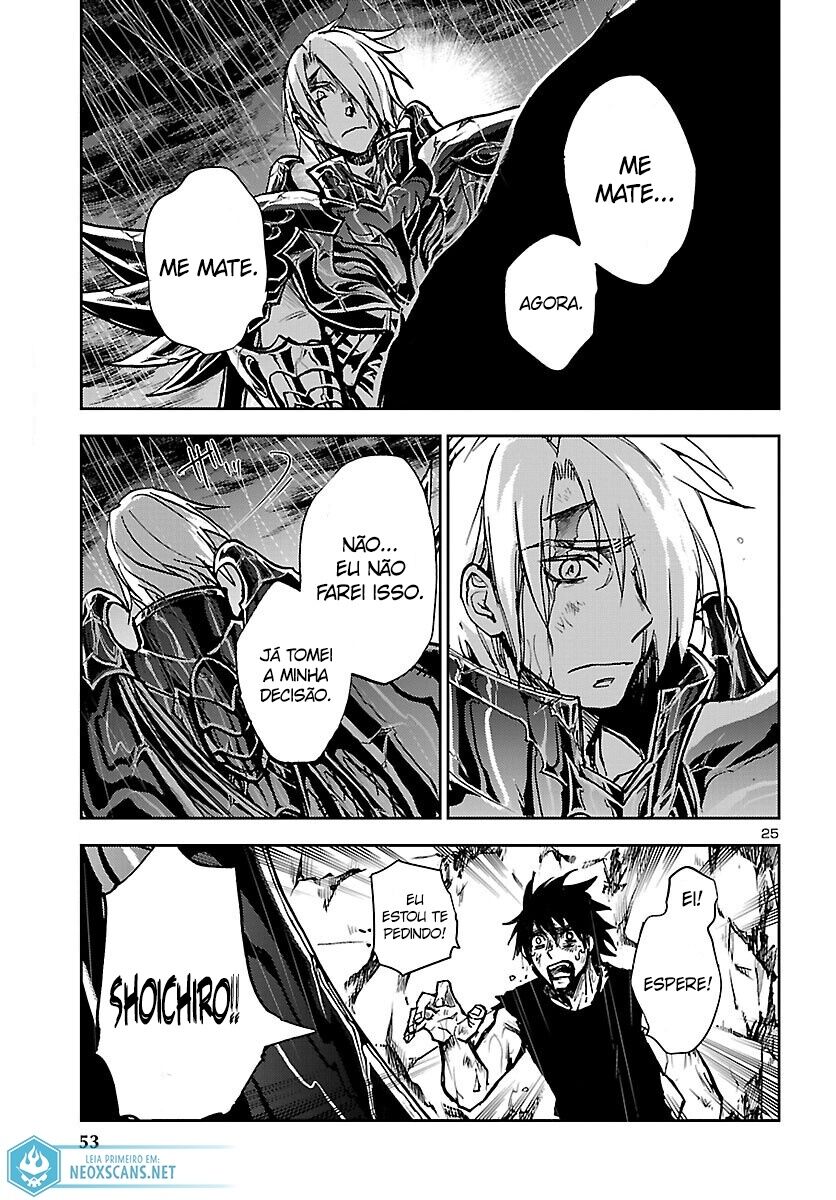 ME
MATE...
AGORA.
ME MATE.
NÃO...
EU NÃO
FAREI ISSO.
JÁ TOMEI
A MINHA
DECISÃO.
25
EI!
ESPERE!
EU
ESTOU TE
PEDINDO!
SHOICHIRO!!
53
LEIA PRIMEIRO EM:
NEOXSCANS.NET